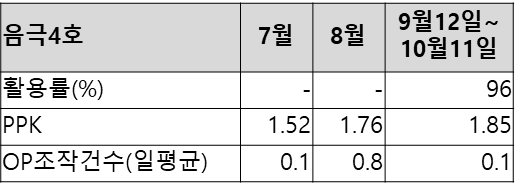 음극4호 7월 8월 9월12일~
10월11일
활용률(%) - - 96
PPK 1.52 1.76 1.85
OP조작건수(일평균) 0.1 0.8 0.1